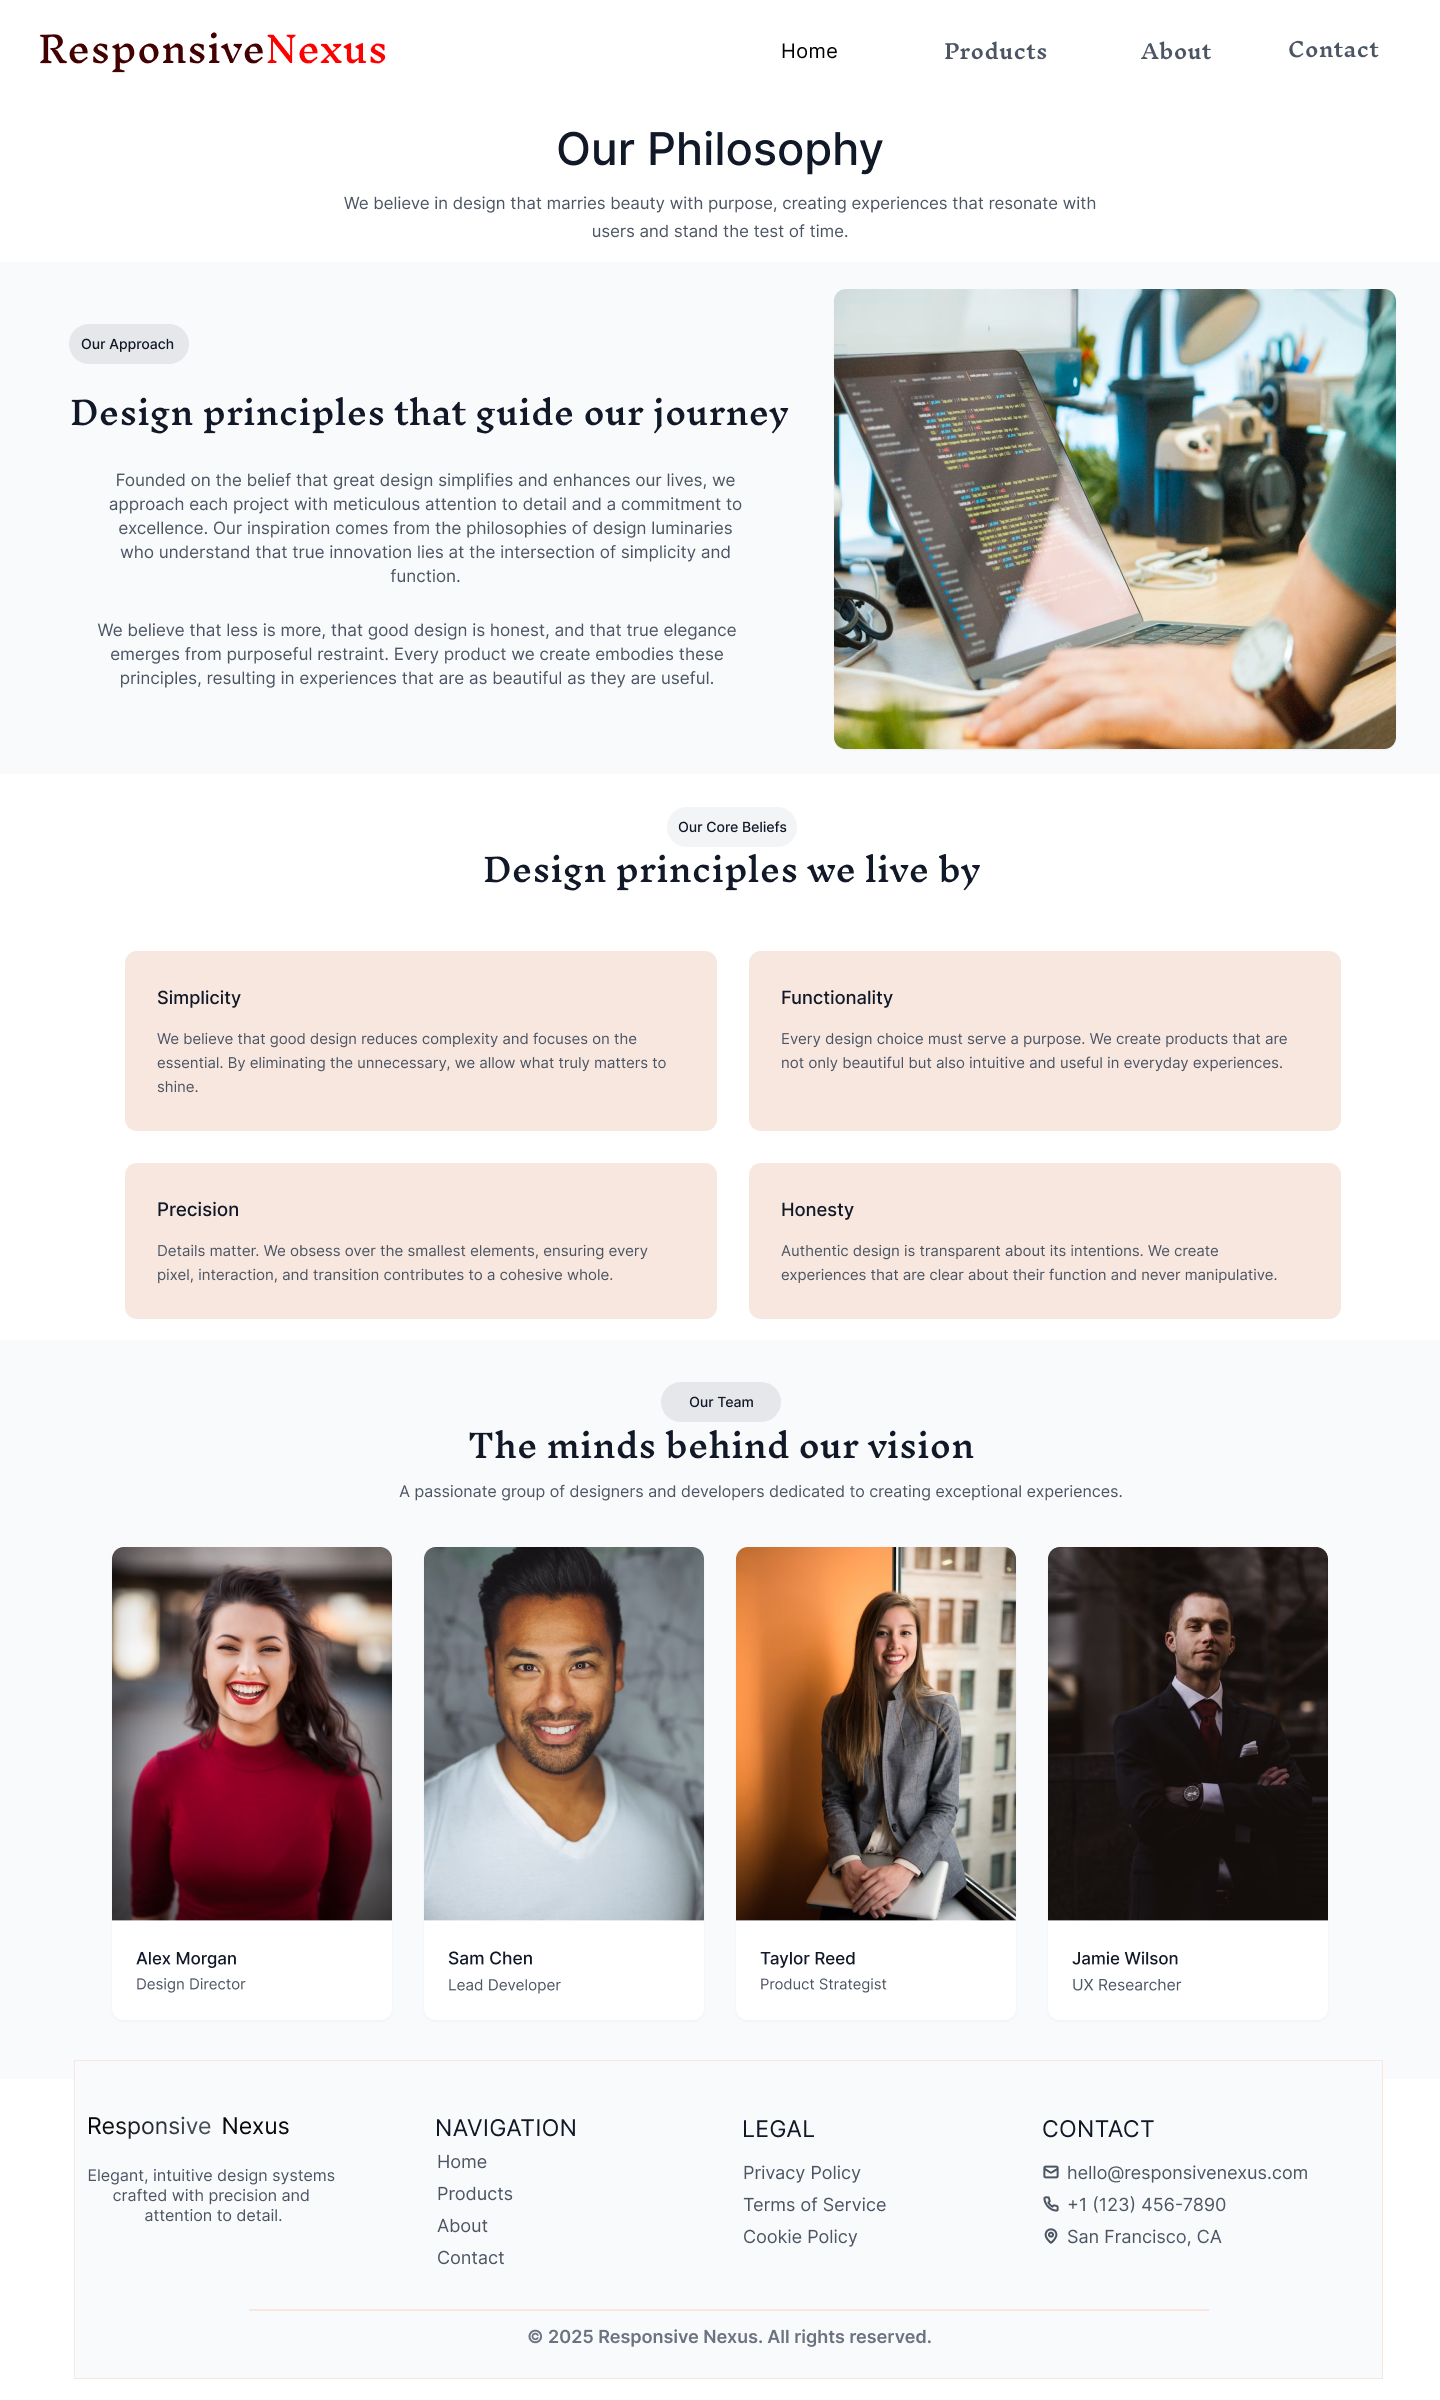 ResponsiveNexus
Home Products About Contact
Our Philosophy
We believe in design that marries beauty with purpose, creating experiences that resonate with
users and stand the test of time.
Our Approach
Design principles that guide our journey
Founded on the belief that great design simplifies and enhances our lives, we
approach each project with meticulous attention to detail and a commitment to
excellence. Our inspiration comes from the philosophies of design luminaries
who understand that true innovation lies at the intersection of simplicity and
function.
We believe that less is more, that good design is honest, and that true elegance
emerges from purposeful restraint. Every product we create embodies these
principles, resulting in experiences that are as beautiful as they are useful.
Our Core Beliefs
Design principles we live by
Simplicity
We believe that good design reduces complexity and focuses on the
essential. By eliminating the unnecessary, we allow what truly matters to
shine.
Functionality
Every design choice must serve a purpose. We create products that are
not only beautiful but also intuitive and useful in everyday experiences.
Precision
Details matter. We obsess over the smallest elements, ensuring every
pixel, interaction, and transition contributes to a cohesive whole.
Honesty
Authentic design is transparent about its intentions. We create
experiences that are clear about their function and never manipulative.
Our Team
The minds behind our vision
A passionate group of designers and developers dedicated to creating exceptional experiences.
Alex Morgan
Design Director
Sam Chen
Lead Developer
Taylor Reed
Product Strategist
Jamie Wilson
UX Researcher
Responsive Nexus
Elegant, intuitive design systems
crafted with precision and
attention to detail.
NAVIGATION
Home
Products
About
Contact
LEGAL
Privacy Policy
Terms of Service
Cookie Policy
CONTACT
hello@responsivenexus.com
+1 (123) 456-7890
San Francisco, CA
© 2025 Responsive Nexus. All rights reserved.